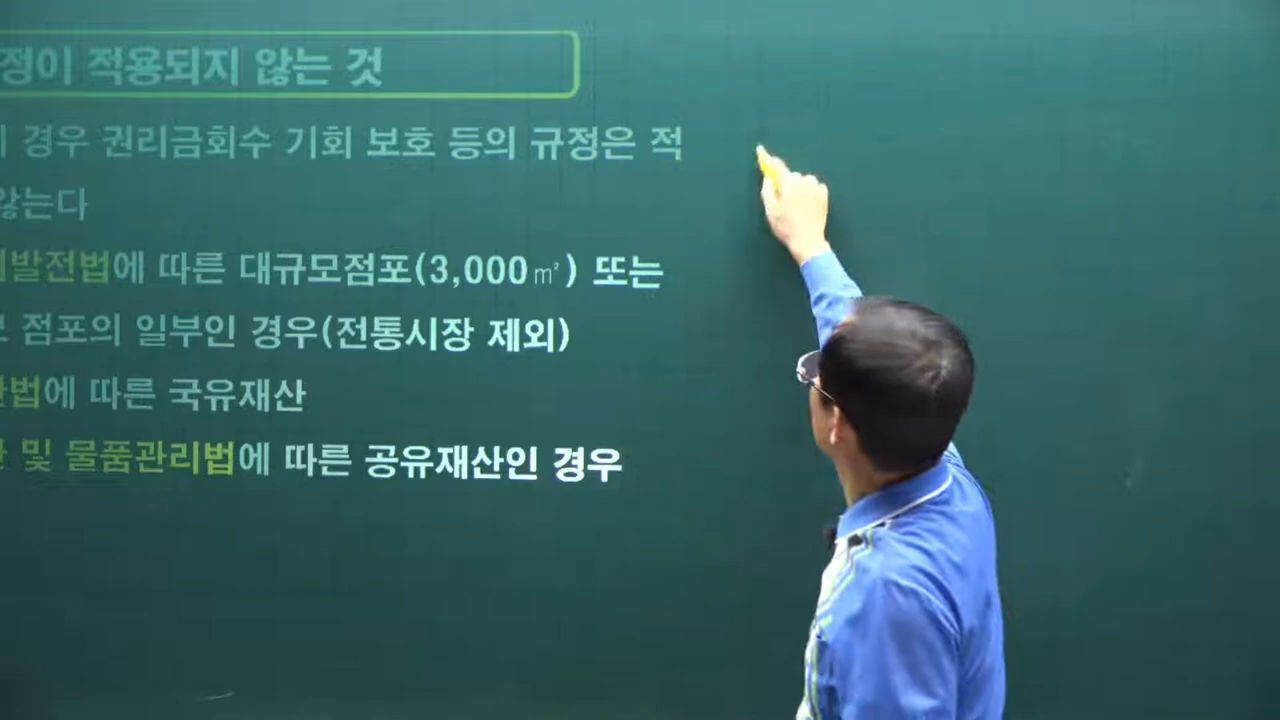 정이 적용되지 않는 것
경우 권리금회수 기회 보호 등의 규정은 적
않는다
발전법에 따른 대규모점포(3,000㎡) 또는
점포의 일부인 경우(전통시장 제외)
법에 따른 국유재산
및 물품관리법에 따른 공유재산인 경우